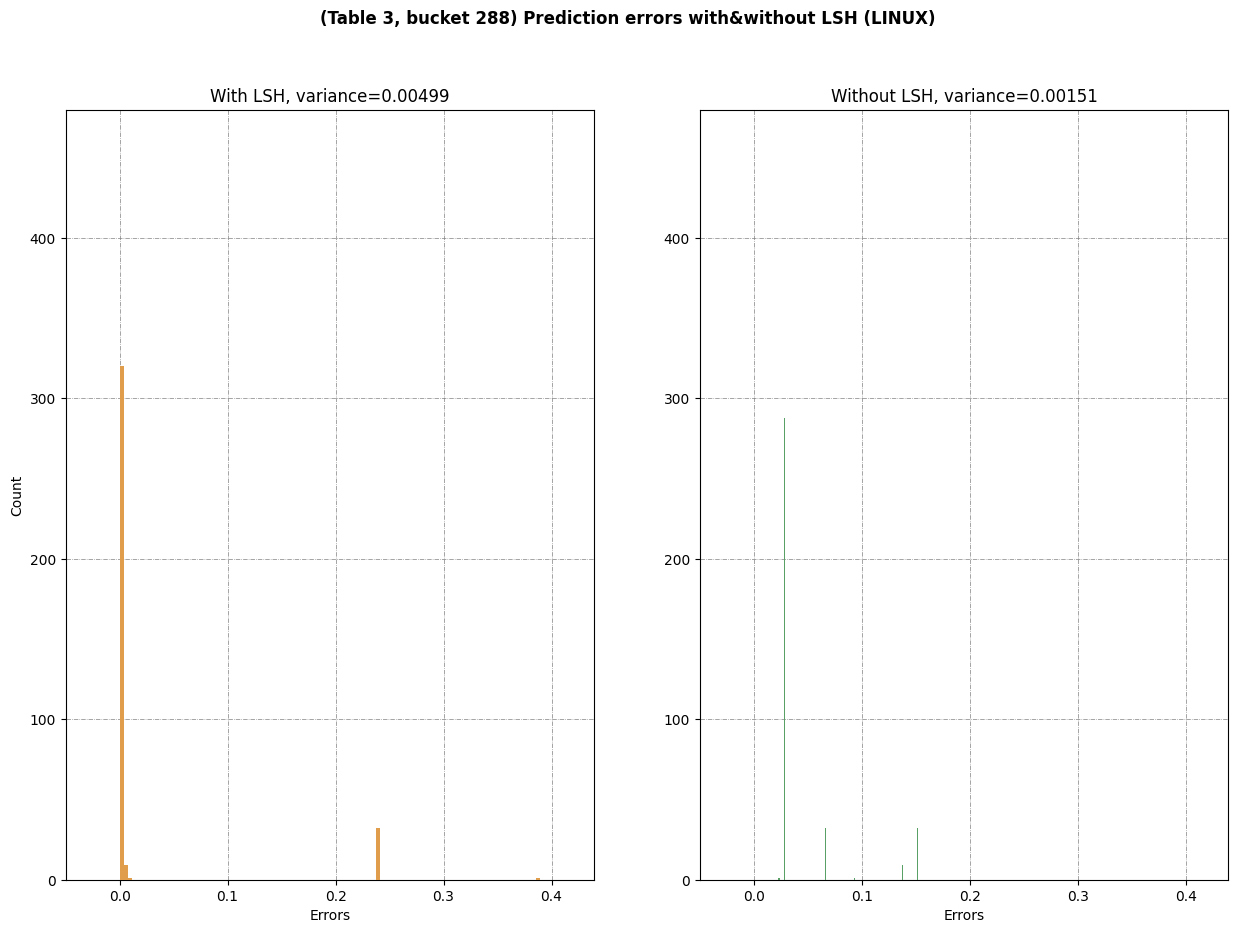 (Table 3, bucket 288) Prediction errors with&without LSH (LINUX)
With LSH, variance=0.00499
400
300
200
100
0
0.0 0.1 0.2 0.3 0.4
Count
Errors
Without LSH, variance=0.00151
400
300
200
100
0
0.0 0.1 0.2 0.3 0.4
Errors